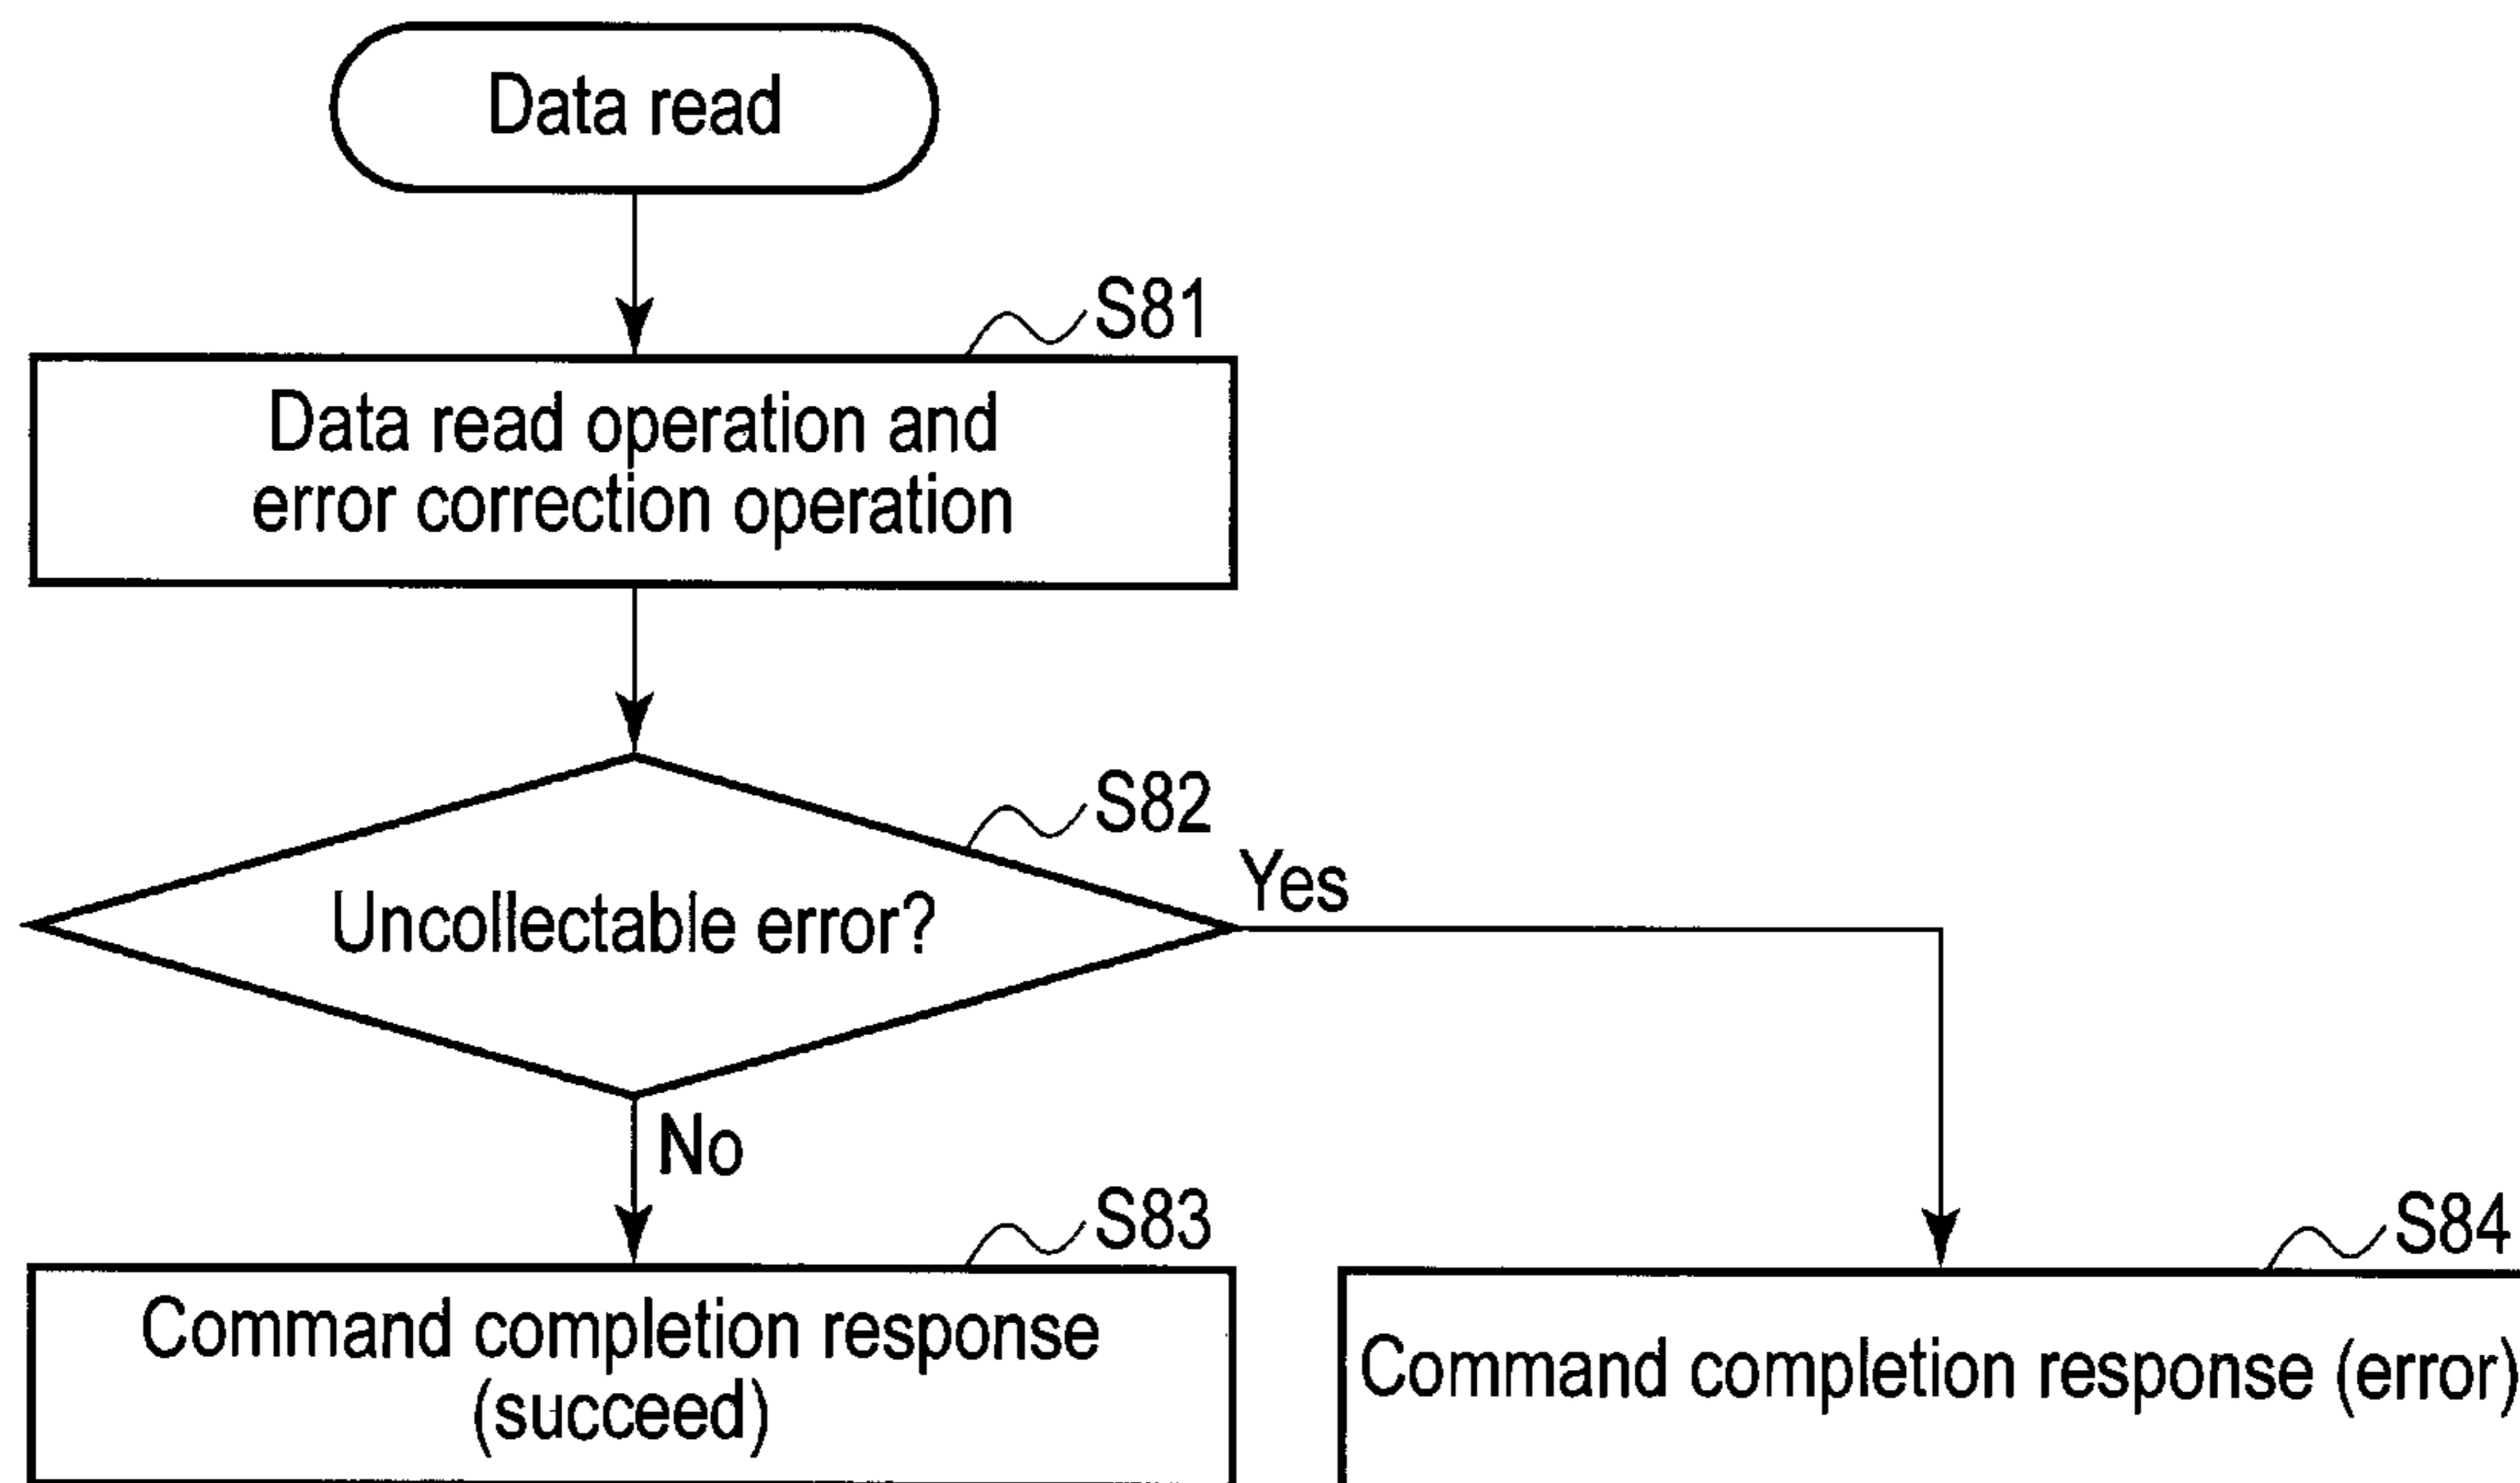 Data read
S81
Data read operation and
error correction operation
S82
Uncollectable error?
Yes
No
S83
Command completion response
(succeed)
S84
Command completion response (error)